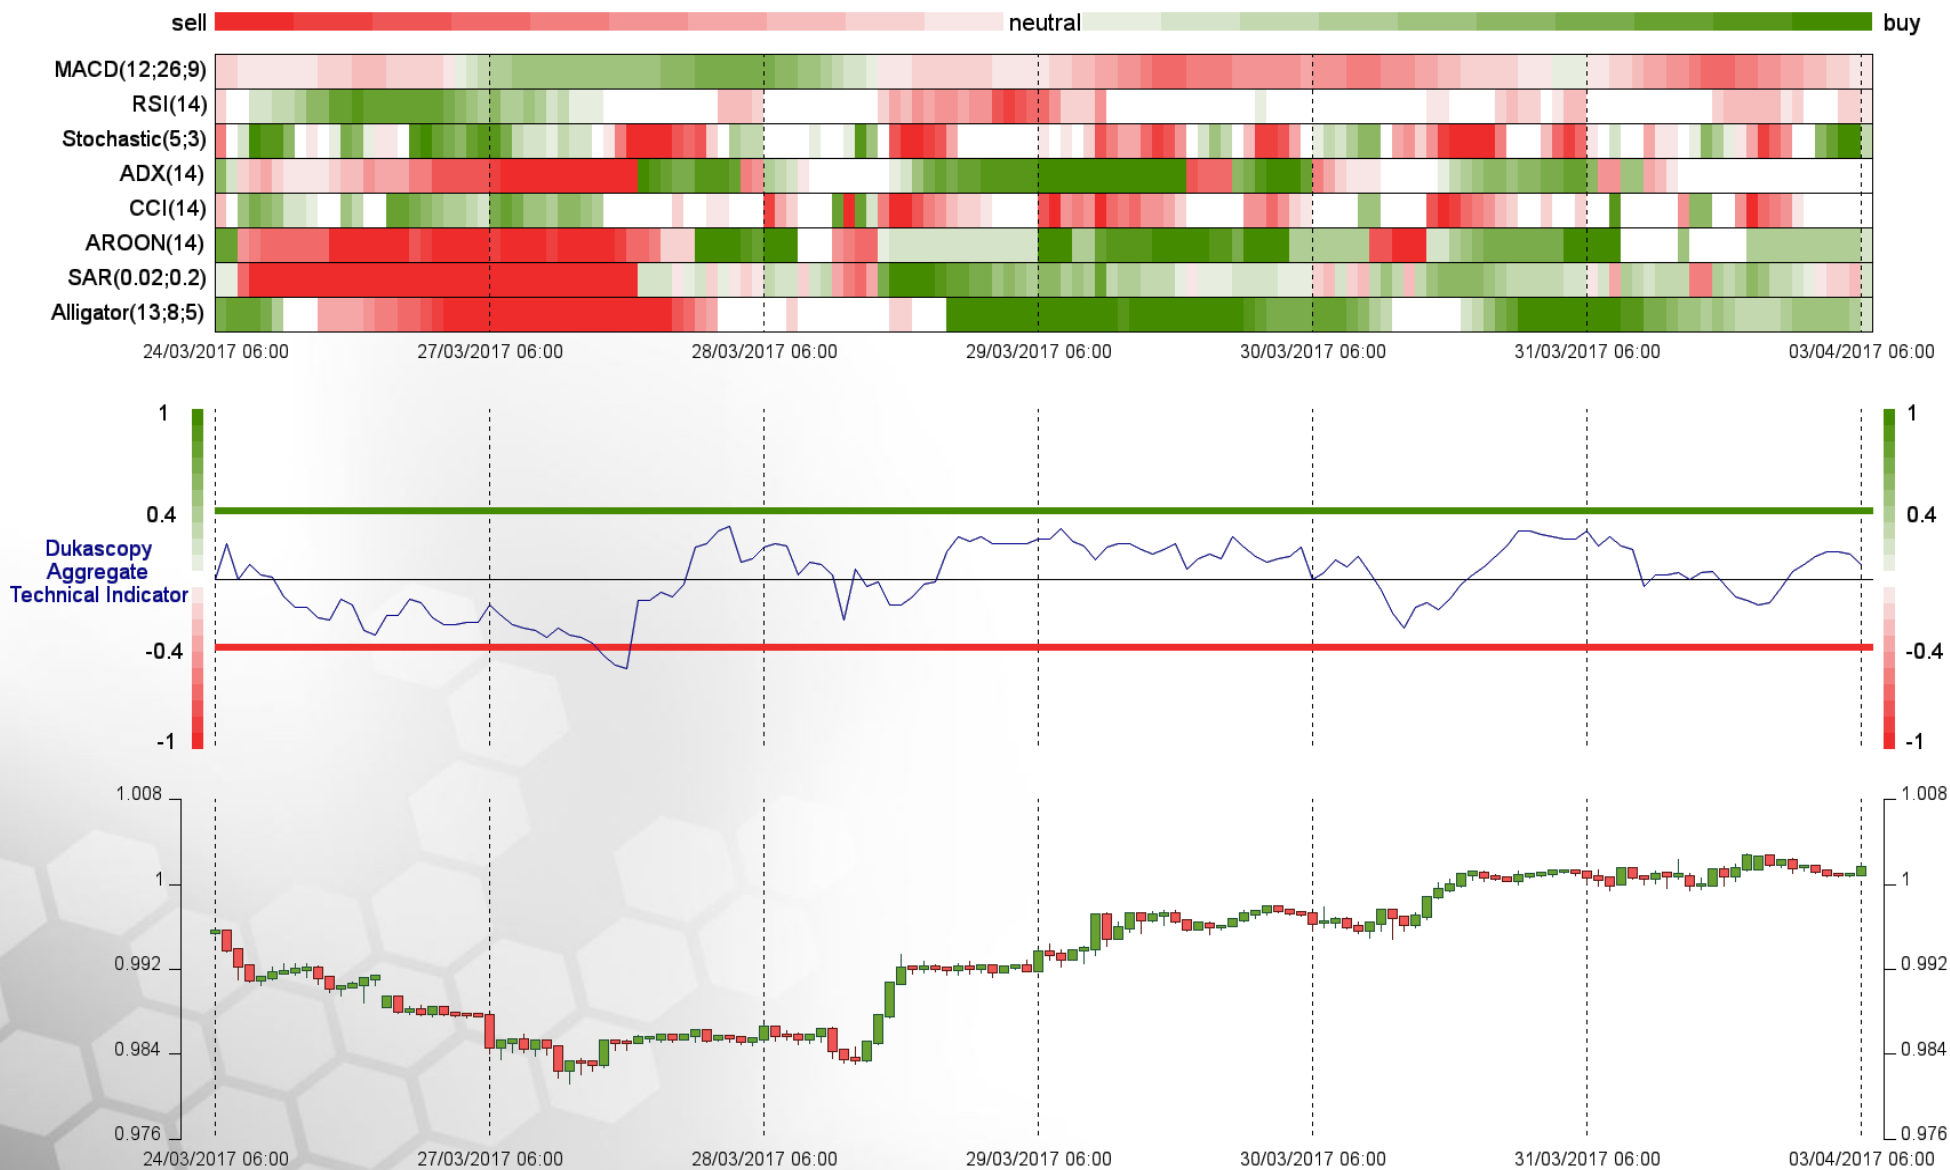 sell neutral buy
MACD(12;26;9)
RSI(14)
Stochastic(5;3)
ADX(14)
CCI(14)
AROON(14)
SAR(0.02;0.2)
Alligator(13;8;5)
24/03/2017 06:00 27/03/2017 06:00 28/03/2017 06:00 29/03/2017 06:00 30/03/2017 06:00 31/03/2017 06:00 03/04/2017 06:00
1 1
0.4 0.4
Dukascopy
Aggregate
Technical Indicator
-0.4 -0.4
-1 -1
1.008 1.008
1 1
0.992 0.992
0.984 0.984
0.976 0.976
24/03/2017 06:00 27/03/2017 06:00 28/03/2017 06:00 29/03/2017 06:00 30/03/2017 06:00 31/03/2017 06:00 03/04/2017 06:00